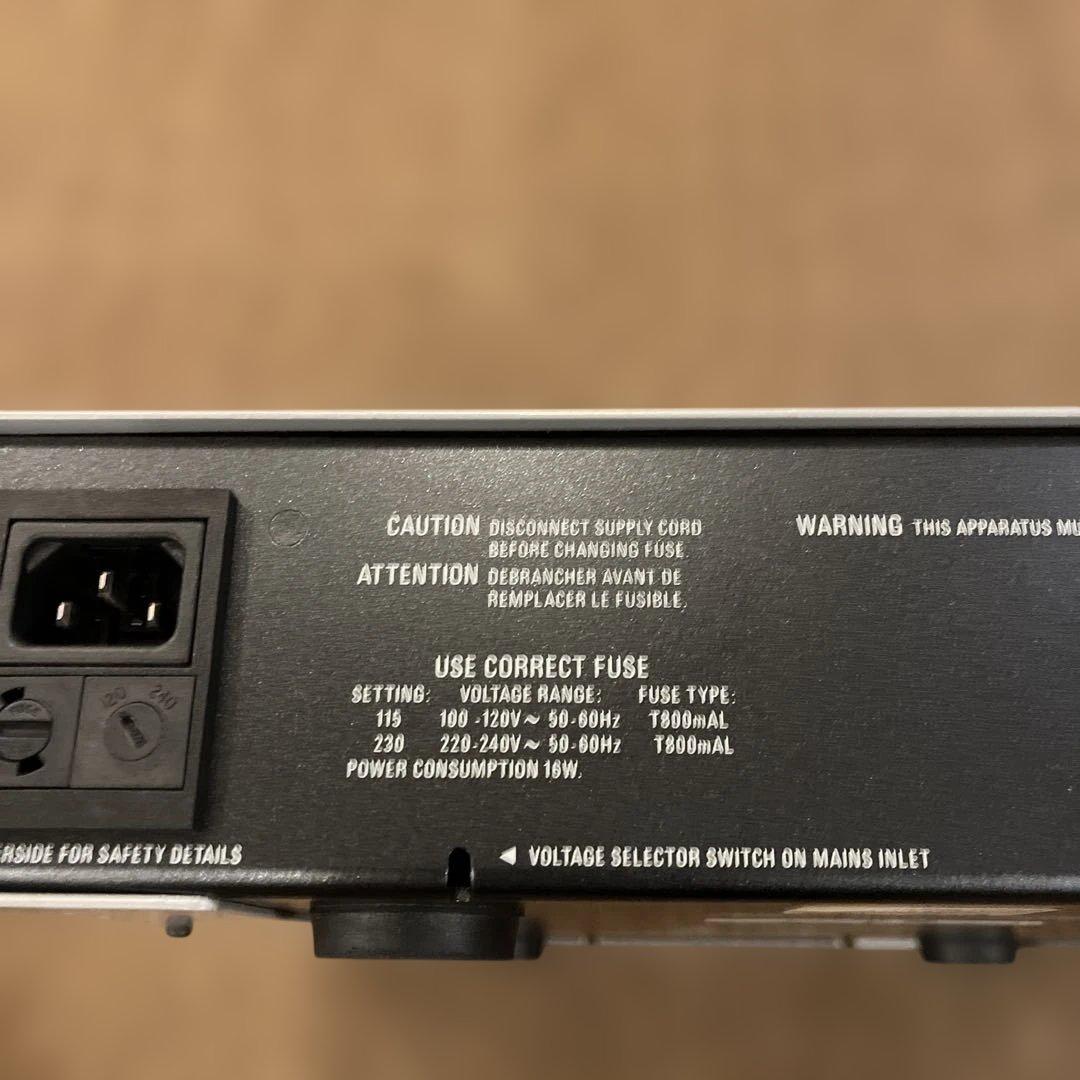 CAUTION DISCONNECT SUPPLY CORD
BEFORE CHANGING FUSE.
ATTENTION DEBRANCHER AVANT DE
REMPLACER LE FUSIBLE.
WARNING THIS APPARATUS MU
USE CORRECT FUSE
SETTING: VOLTAGE RANGE: FUSE TYPE:
115 100-120V~ 50-60Hz T800mAL
230 220-240V~ 50-60Hz T800mAL
POWER CONSUMPTION 16W.
120 240
ERSIDE FOR SAFETY DETAILS
◀ VOLTAGE SELECTOR SWITCH ON MAINS INLET